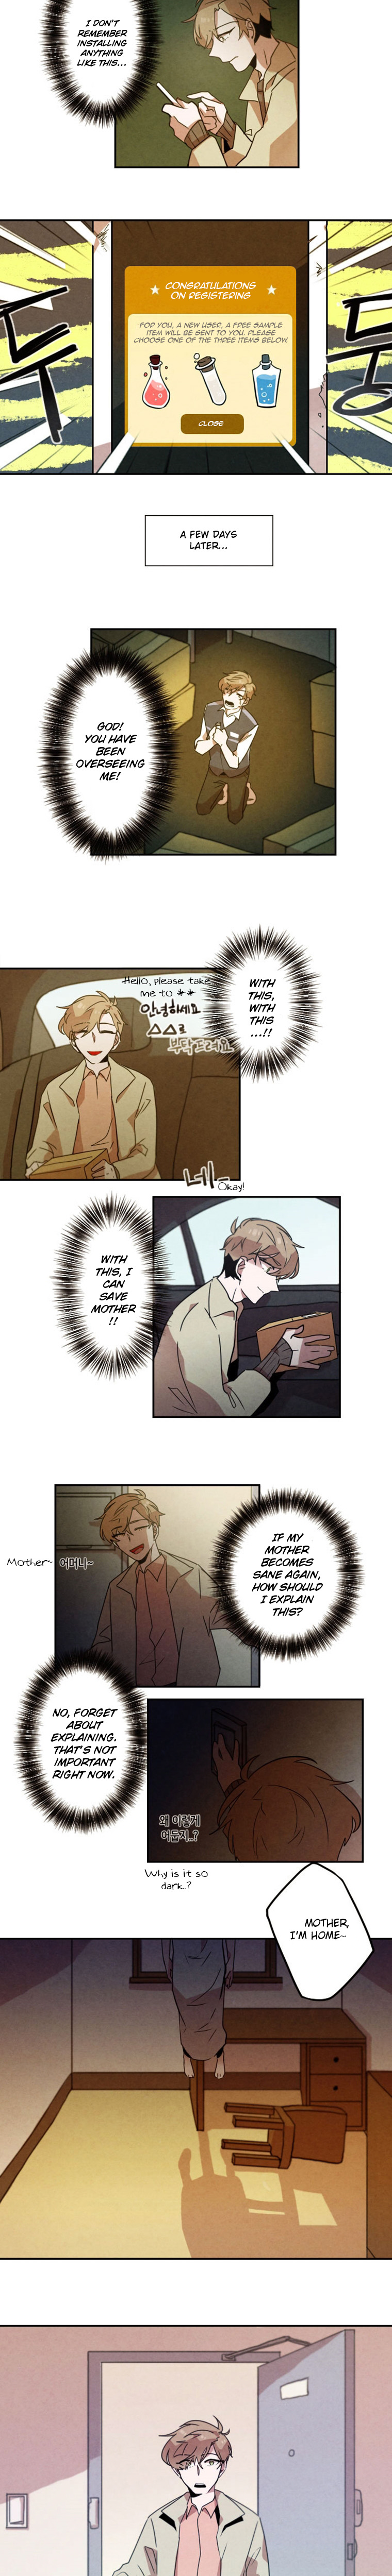 I DON'T
REMEMBER
INSTALLING
ANYTHING
LIKE THIS...
두
둥
CONGRATULATIONS
ON REGISTERING
FOR YOU, A NEW USER, A FREE SAMPLE
ITEM WILL BE SENT TO YOU. PLEASE
CHOOSE ONE OF THE THREE ITEMS BELOW.
CLOSE
A FEW DAYS
LATER...
GOD!
YOU HAVE
BEEN
OVERSEEING
ME!
WITH
THIS,
WITH
THIS
...!!
Hello, please take
me to **
안녕하세요
△△로
부탁드려요
네~
Okay!
WITH
THIS, I
CAN
SAVE
MOTHER
!!
Mother~ 어머니~
IF MY
MOTHER
BECOMES
SANE AGAIN,
HOW SHOULD
I EXPLAIN
THIS?
NO, FORGET
ABOUT
EXPLAINING.
THAT'S NOT
IMPORTANT
RIGHT NOW.
왜 이렇게
어둡지..?
Why is it so
dark..?
MOTHER,
I'M HOME~